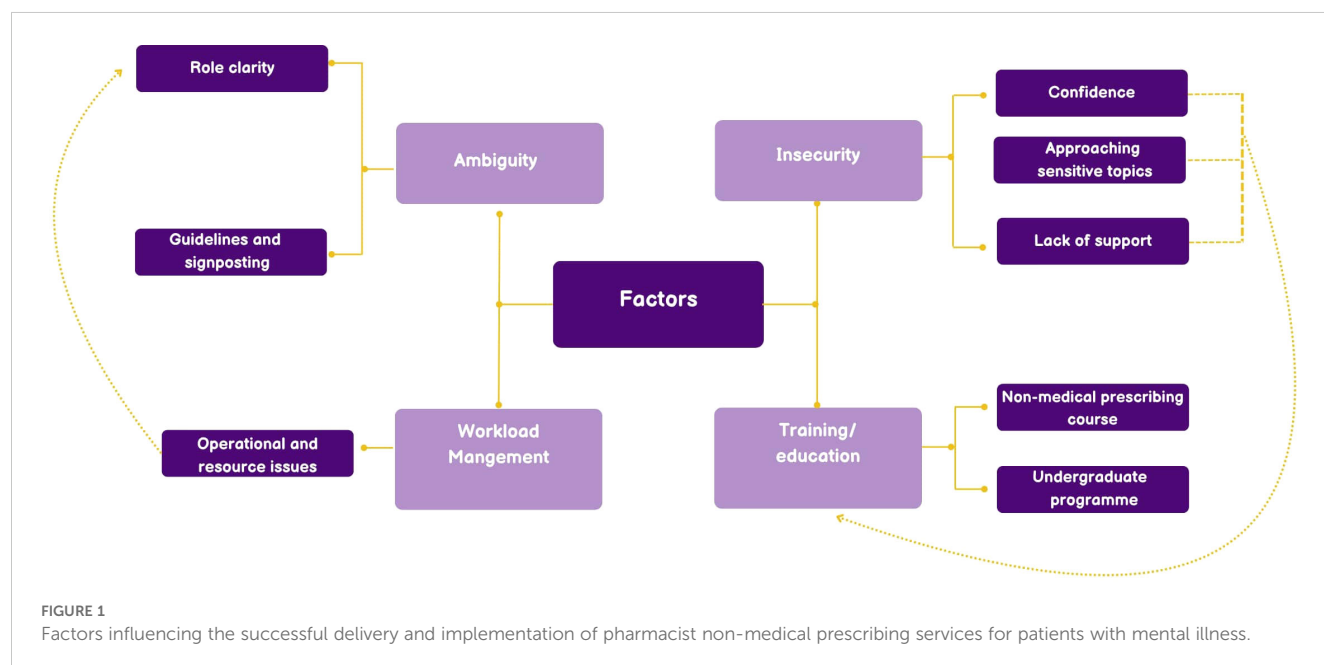 Role clarity
Ambiguity
Guidelines and
signposting
Operational and
resource issues
Workload
Mangement
Factors
Insecurity
Confidence
Approaching
sensitive topics
Lack of support
Training/
education
Non-medical prescribing
course
Undergraduate
programme
FIGURE 1
Factors influencing the successful delivery and implementation of pharmacist non-medical prescribing services for patients with mental illness.